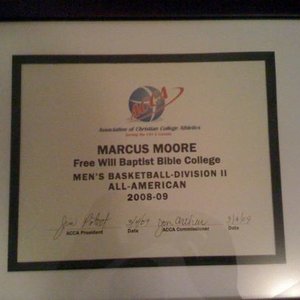 ACCA
Association of Christian College Athletics
MARCUS MOORE
Free Will Baptist Bible College
MEN'S BASKETBALL-DIVISION II
ALL-AMERICAN
2008-09
ACCA President Date ACCA Commissioner Date